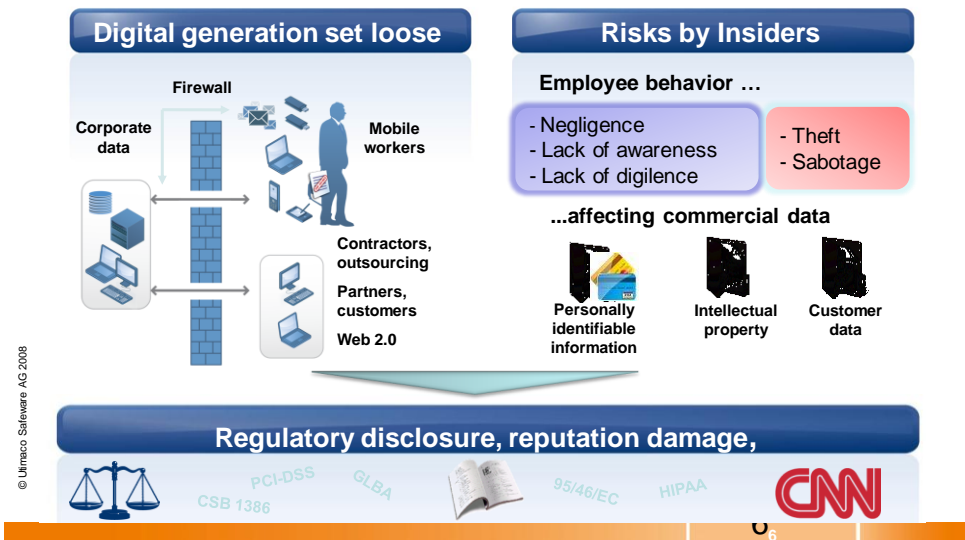 Digital generation set loose
Firewall
Corporate
data
Mobile
workers
Contractors,
outsourcing
Partners,
customers
Web 2.0
Risks by Insiders
Employee behavior …
- Negligence
- Lack of awareness
- Lack of digilence
- Theft
- Sabotage
...affecting commercial data
Personally
identifiable
information
Intellectual
property
Customer
data
© Utimaco Safeware AG 2008
Regulatory disclosure, reputation damage,
PCI-DSS
CSB 1386
GLBA
95/46/EC
HIPAA
CNN
6